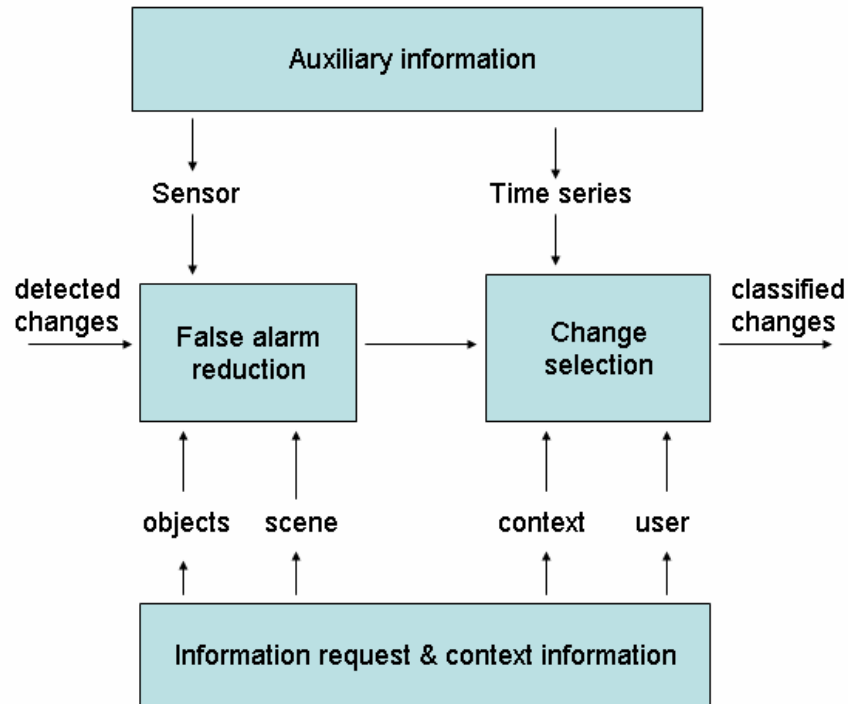 Auxiliary information
Sensor
Time series
detected
changes
False alarm
reduction
Change
selection
classified
changes
objects
scene
context
user
Information request & context information